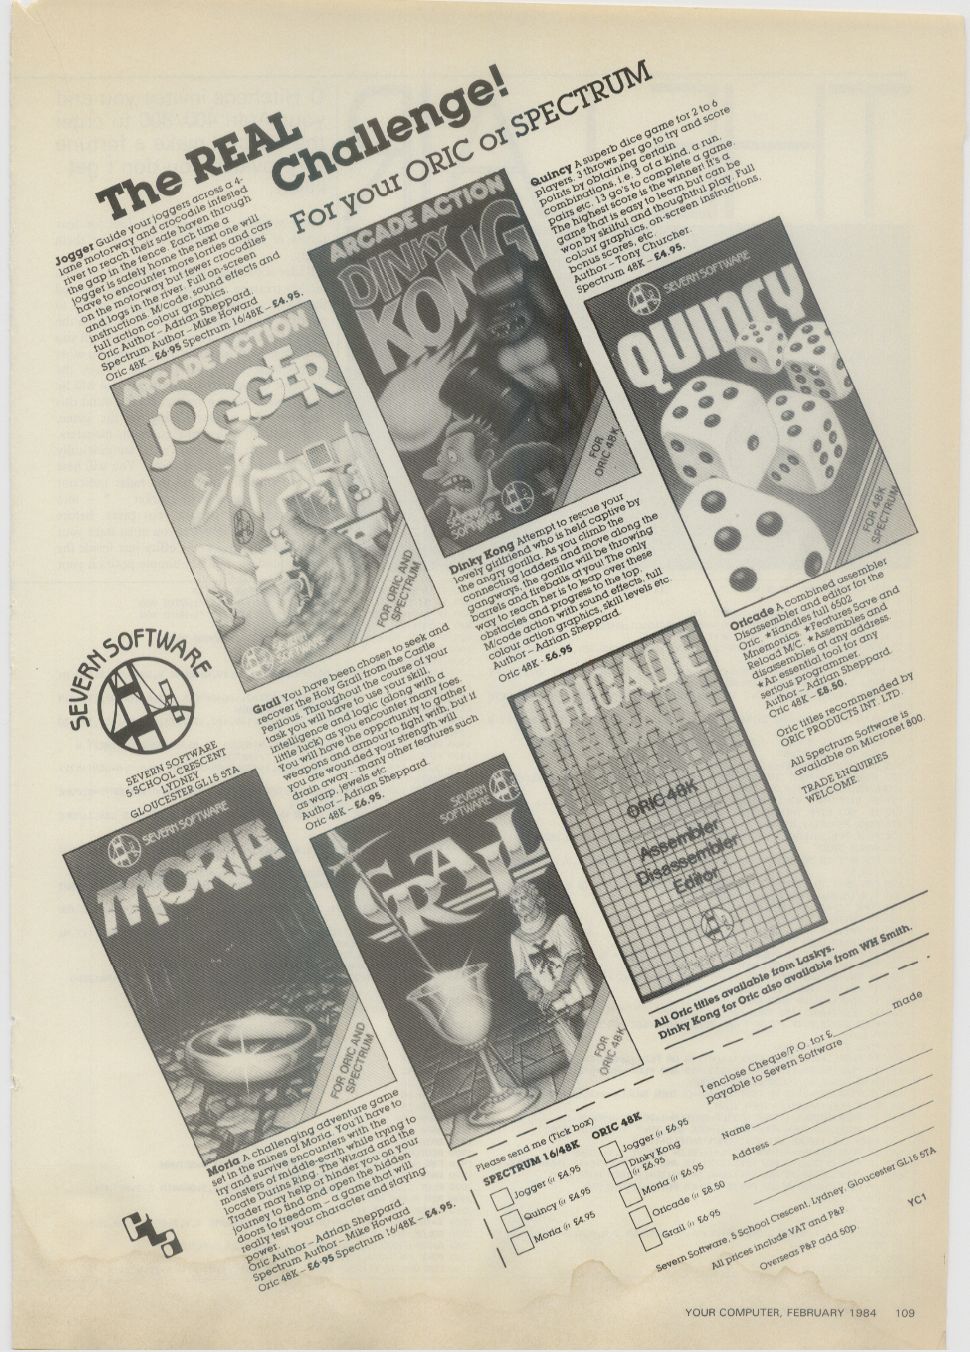 The REAL
Challenge!
For your ORIC or SPECTRUM
Jogger Guide your joggers across a 4-
lane motorway and crocodile infested
river to reach their safe haven through
the gap in the fence. Each time a
jogger is safely home the next one will
have to encounter more lorries and cars
on the motorway but fewer crocodiles
and logs in the river. Full on-screen
instructions. M/code, sound effects and
full action colour graphics.
Oric Author – Adrian Sheppard.
Spectrum Author – Mike Howard
Oric 48K – £6·95 Spectrum 16/48K – £4.95.
ARCADE ACTION
JOGGER
FOR ORIC AND
SPECTRUM
SEVERN
SOFTWARE
ARCADE ACTION
DINKY
KONG
FOR
ORIC 48K
SEVERN
SOFTWARE
Dinky Kong Attempt to rescue your
lovely girlfriend who is held captive by
the angry gorilla. As you climb the
connecting ladders and move along the
gangways, the gorilla will be throwing
barrels and fireballs at you! The only
way to reach her is to leap over these
obstacles and progress to the top.
M/code action with sound effects, full
colour action graphics, skill levels etc.
Author – Adrian Sheppard.
Oric 48K – £6.95
Quincy A superb dice game for 2 to 6
players, 3 throws per go to try and score
points by obtaining certain
combinations, i.e. 3 of a kind, a run,
pairs etc. 13 go's to complete a game.
The highest score is the winner! It's a
game that is easy to learn but can be
won by skilful and thoughtful play. Full
colour graphics, on-screen instructions,
bonus scores, etc.
Author – Tony Churcher.
Spectrum 48K – £4.95.
SEVERN SOFTWARE
QUINCY
FOR 48K
SPECTRUM
Oricade A combined assembler
Disassembler and editor for the
Oric ★handles full 6502
Mnemonics ★Features Save and
Reload M/C ★Assembles and
disassembles at any address.
★An essential tool for any
serious programmer.
Author – Adrian Sheppard
Oric 48K – £8.50.
Oric titles recommended by
ORIC PRODUCTS INT. LTD.
All Spectrum Software is
available on Micronet 800.
TRADE ENQUIRIES
WELCOME
SEVERN SOFTWARE
SEVERN SOFTWARE
5 SCHOOL CRESCENT
LYDNEY
GLOUCESTER GL15 5TA
Grail You have been chosen to seek and
recover the Holy Grail from the Castle
Perilous. Throughout the course of your
task you will have to use your skill,
intelligence and logic (along with a
little luck) as you encounter many foes.
You will have the opportunity to gather
weapons and armour to fight with, but if
you are wounded your strength will
drain away – many other features such
as warp, jewels etc.
Author – Adrian Sheppard.
Oric 48K – £6.95.
SEVERN SOFTWARE
MORIA
FOR ORIC AND
SPECTRUM
SEVERN
SOFTWARE
GRAIL
FOR
ORIC 48K
ORICADE
ORIC 48K
Assembler
Disassembler
Editor
Moria A challenging adventure game
set in the mines of Moria. You'll have to
try and survive encounters with the
monsters of middle-earth while trying to
locate Durins Ring. The Wizard and the
Trader may help or hinder you on your
journey to find and open the hidden
doors to freedom – a game that will
really test your character and staying
power.
Oric Author – Adrian Sheppard
Spectrum Author – Mike Howard
Oric 48K – £6·95 Spectrum 16/48K – £4.95.
All Oric titles available from Laskys.
Dinky Kong for Oric also available from WH Smith.
Please send me (Tick box)
SPECTRUM 16/48K
Jogger @ £4.95
Quincy @ £4.95
Moria @ £4.95
ORIC 48K
Jogger @ £6.95
Dinky Kong
@ £6.95
Moria @ £6.95
Oricade @ £8.50
Grail @ £6.95
I enclose Cheque/P.O. for £ made
payable to Severn Software
Name
Address
Severn Software, 5 School Crescent, Lydney, Gloucester GL15 5TA
All prices include VAT and P&P
Overseas P&P add 50p.
YC1
YOUR COMPUTER, FEBRUARY 1984 109